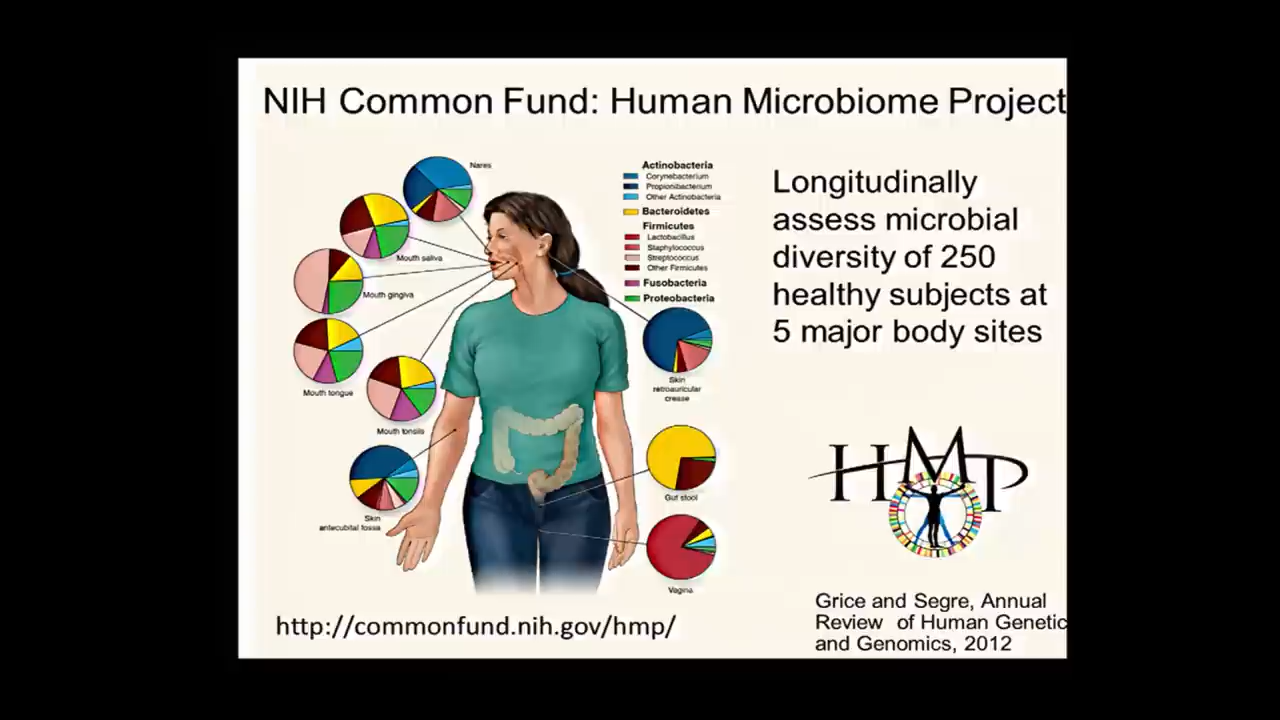 NIH Common Fund: Human Microbiome Project
Nares
Mouth saliva
Mouth gingiva
Mouth tongue
Mouth tonsils
Skin
antecubital fossa
Actinobacteria
Corynebacterium
Propionibacterium
Other Actinobacteria
Bacteroidetes
Firmicutes
Lactobacillus
Staphylococcus
Streptococcus
Other Firmicutes
Fusobacteria
Proteobacteria
Skin
retroauricular
crease
Gut stool
Vagina
Longitudinally
assess microbial
diversity of 250
healthy subjects at
5 major body sites
HMP
http://commonfund.nih.gov/hmp/
Grice and Segre, Annual
Review of Human Genetic
and Genomics, 2012